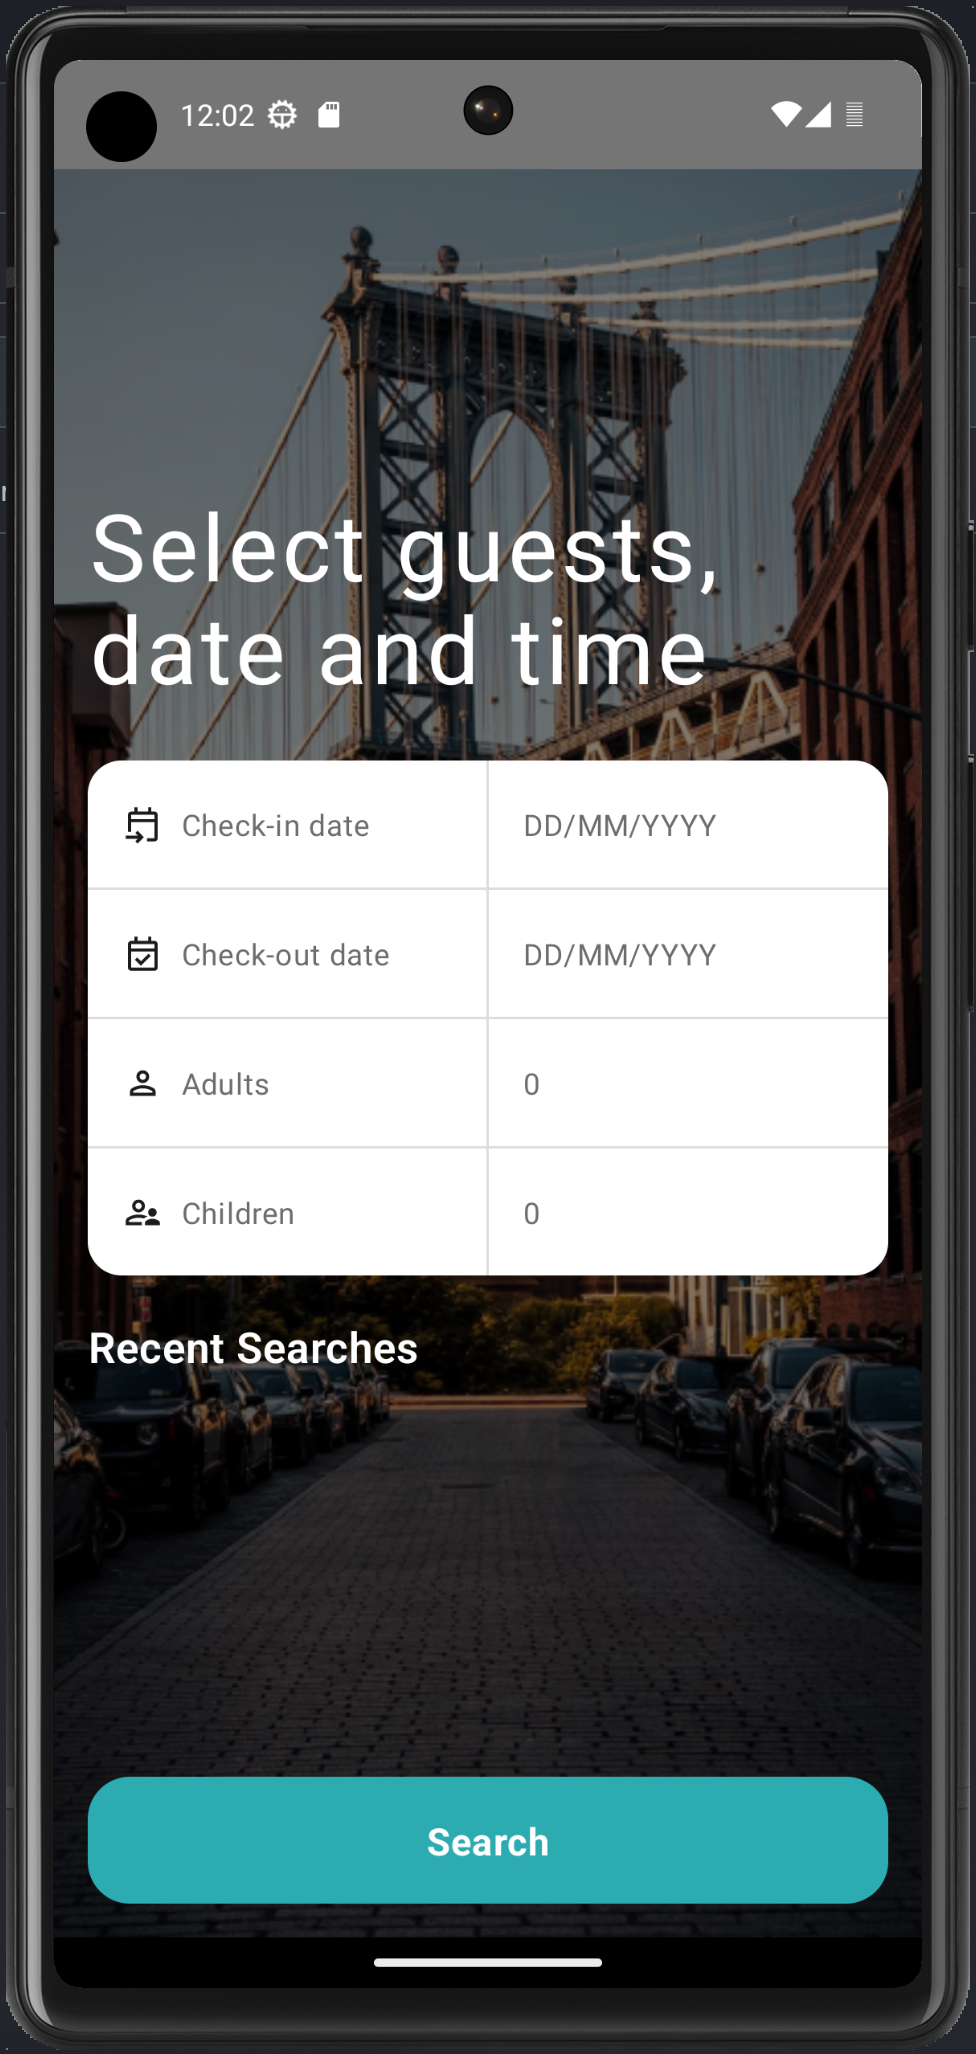 12:02
Select guests,
date and time
Check-in date DD/MM/YYYY
Check-out date DD/MM/YYYY
Adults 0
Children 0
Recent Searches
Search